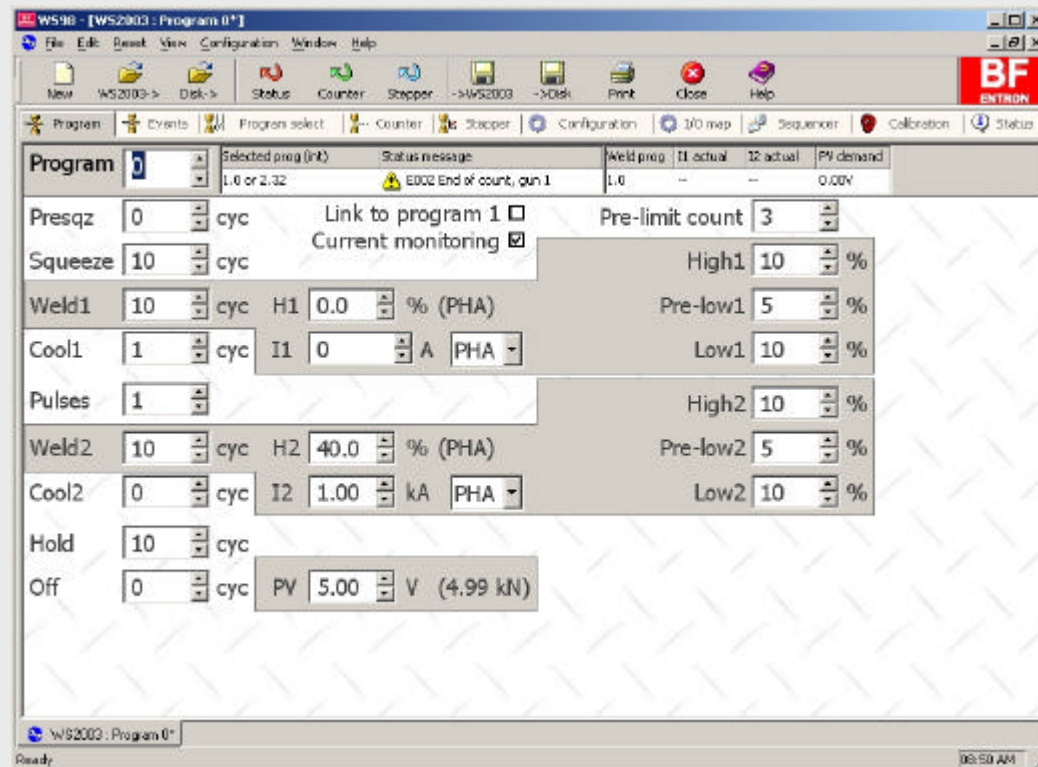 WS98 - [WS2003 : Program 0*]
File Edit Reset View Configuration Window Help
New WS2003-> Disk-> Status Counter Stepper ->WS2003 ->Disk Print Close Help
BF
ENTRON
Program Events Program select Counter Stepper Configuration I/O map Sequencer Calibration Status
Program 0
Selected prog (int) Status message Weld prog I1 actual I2 actual PV demand
1.0 or 2.32 E002 End of count, gun 1 1.0 -- -- 0.00V
Presqz 0 cyc Link to program 1 Pre-limit count 3
Current monitoring
Squeeze 10 cyc High1 10 %
Weld1 10 cyc H1 0.0 % (PHA) Pre-low1 5 %
Cool1 1 cyc I1 0 A PHA Low1 10 %
Pulses 1 High2 10 %
Weld2 10 cyc H2 40.0 % (PHA) Pre-low2 5 %
Cool2 0 cyc I2 1.00 kA PHA Low2 10 %
Hold 10 cyc
Off 0 cyc PV 5.00 V (4.99 kN)
WS2003 : Program 0*
Ready 08:50 AM